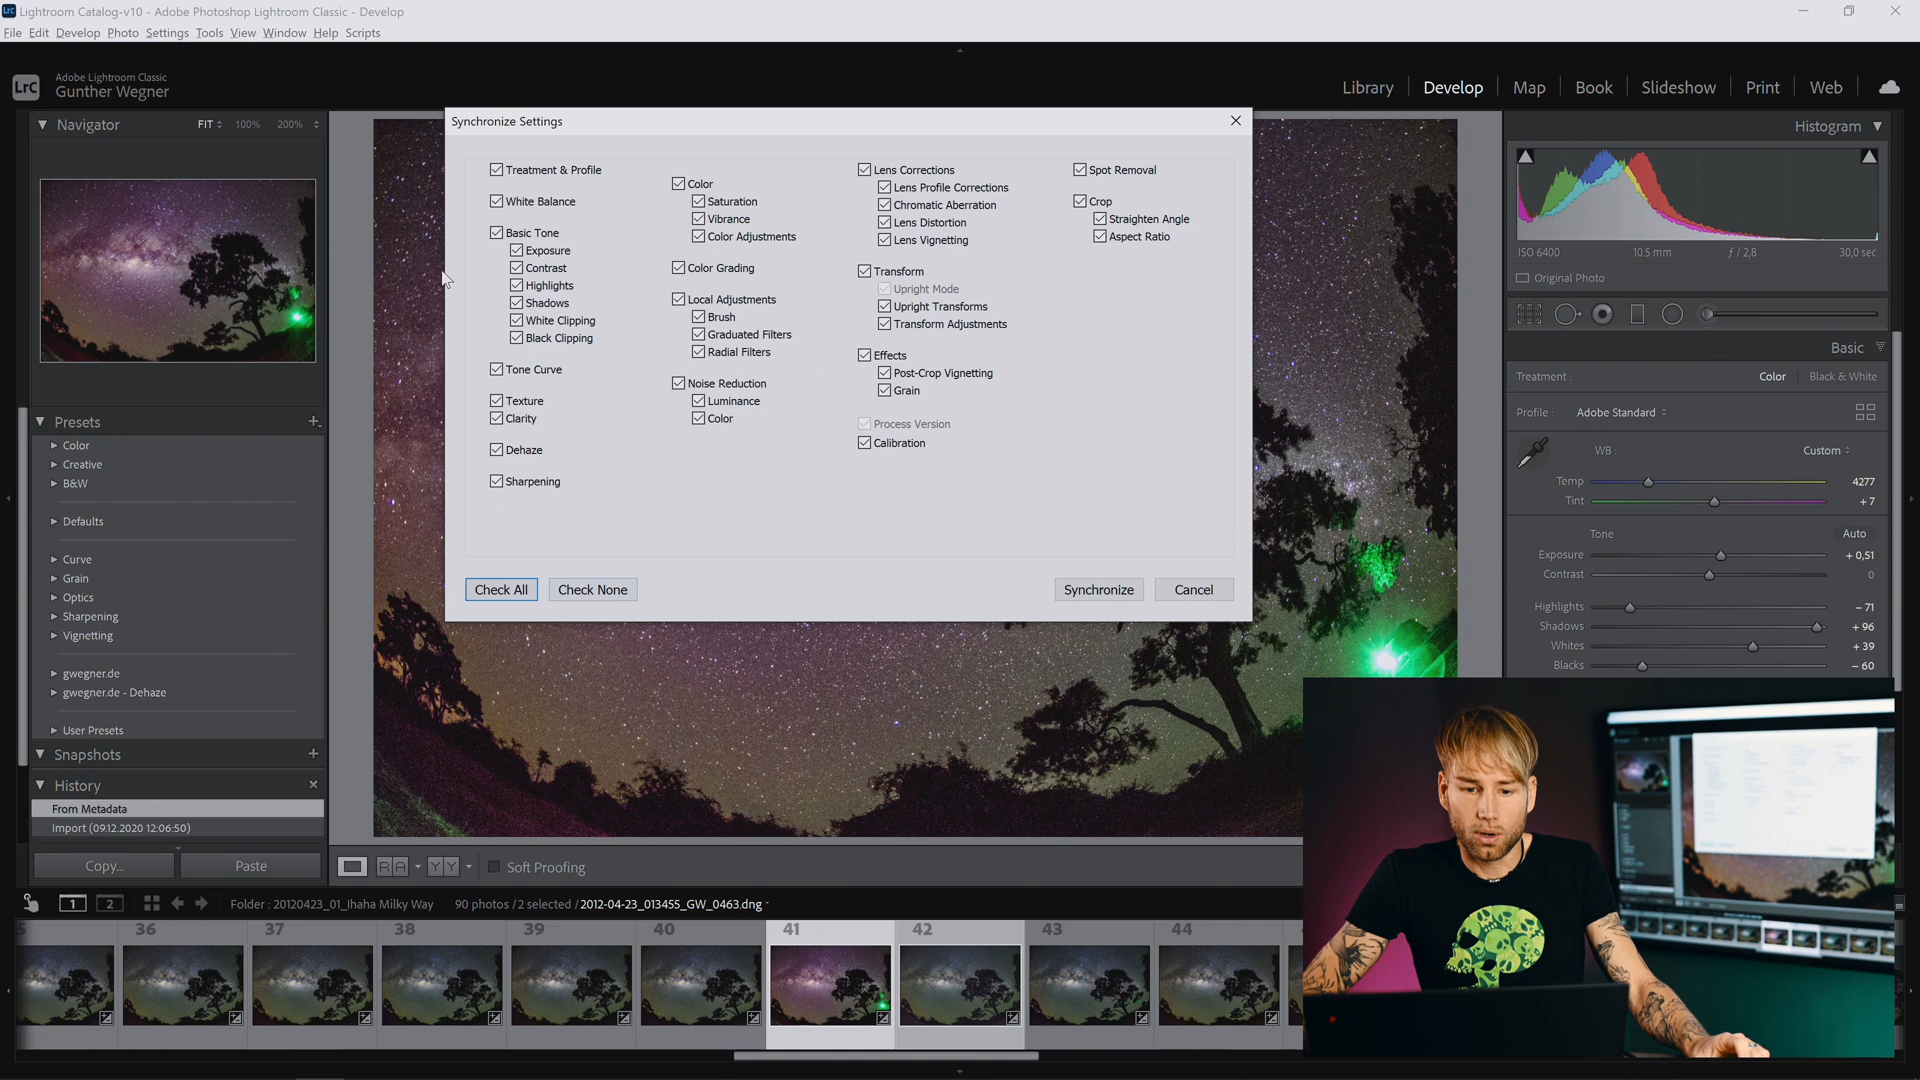 Lightroom Catalog-v10 - Adobe Photoshop Lightroom Classic - Develop
File Edit Develop Photo Settings Tools View Window Help Scripts
LrC
Adobe Lightroom Classic
Gunther Wegner
Library Develop Map Book Slideshow Print Web
Navigator FIT 100% 200%
Synchronize Settings
Treatment & Profile
White Balance
Basic Tone
Exposure
Contrast
Highlights
Shadows
White Clipping
Black Clipping
Tone Curve
Texture
Clarity
Dehaze
Sharpening
Color
Saturation
Vibrance
Color Adjustments
Color Grading
Local Adjustments
Brush
Graduated Filters
Radial Filters
Noise Reduction
Luminance
Color
Lens Corrections
Lens Profile Corrections
Chromatic Aberration
Lens Distortion
Lens Vignetting
Transform
Upright Mode
Upright Transforms
Transform Adjustments
Effects
Post-Crop Vignetting
Grain
Process Version
Calibration
Spot Removal
Crop
Straighten Angle
Aspect Ratio
Check All Check None Synchronize Cancel
Histogram
ISO 6400 10.5 mm f / 2,8 30,0 sec
Original Photo
Basic
Treatment : Color Black & White
Profile : Adobe Standard
WB : Custom
Temp 4277
Tint +7
Tone Auto
Exposure + 0,51
Contrast 0
Highlights – 71
Shadows + 96
Whites + 39
Blacks – 60
Presets
Color
Creative
B&W
Defaults
Curve
Grain
Optics
Sharpening
Vignetting
gwegner.de
gwegner.de - Dehaze
User Presets
Snapshots
History
From Metadata
Import (09.12.2020 12:06:50)
Copy... Paste
R A Y Y Soft Proofing
1 2 Folder : 20120423_01_Ihaha Milky Way 90 photos / 2 selected / 2012-04-23_013455_GW_0463.dng
5 36 37 38 39 40 41 42 43 44